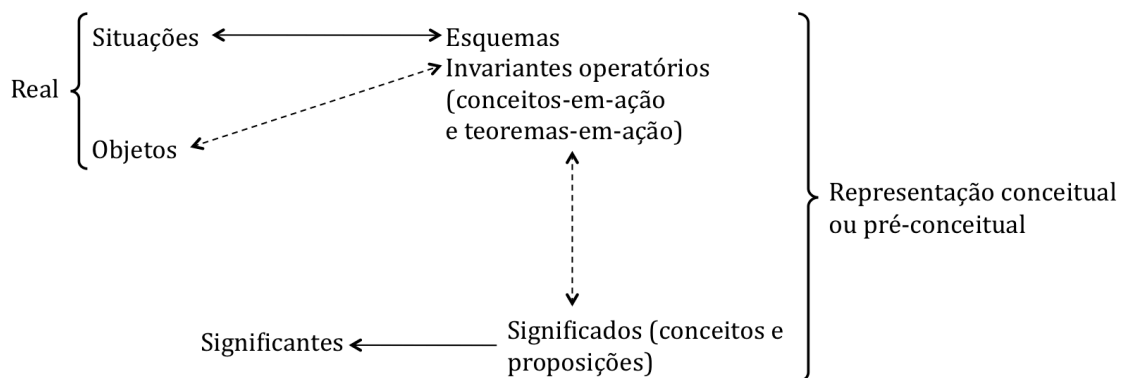 Situações
Esquemas
Invariantes operatórios
(conceitos-em-ação
e teoremas-em-ação)
Real
Objetos
Representação conceitual
ou pré-conceitual
Significantes
Significados (conceitos e
proposições)